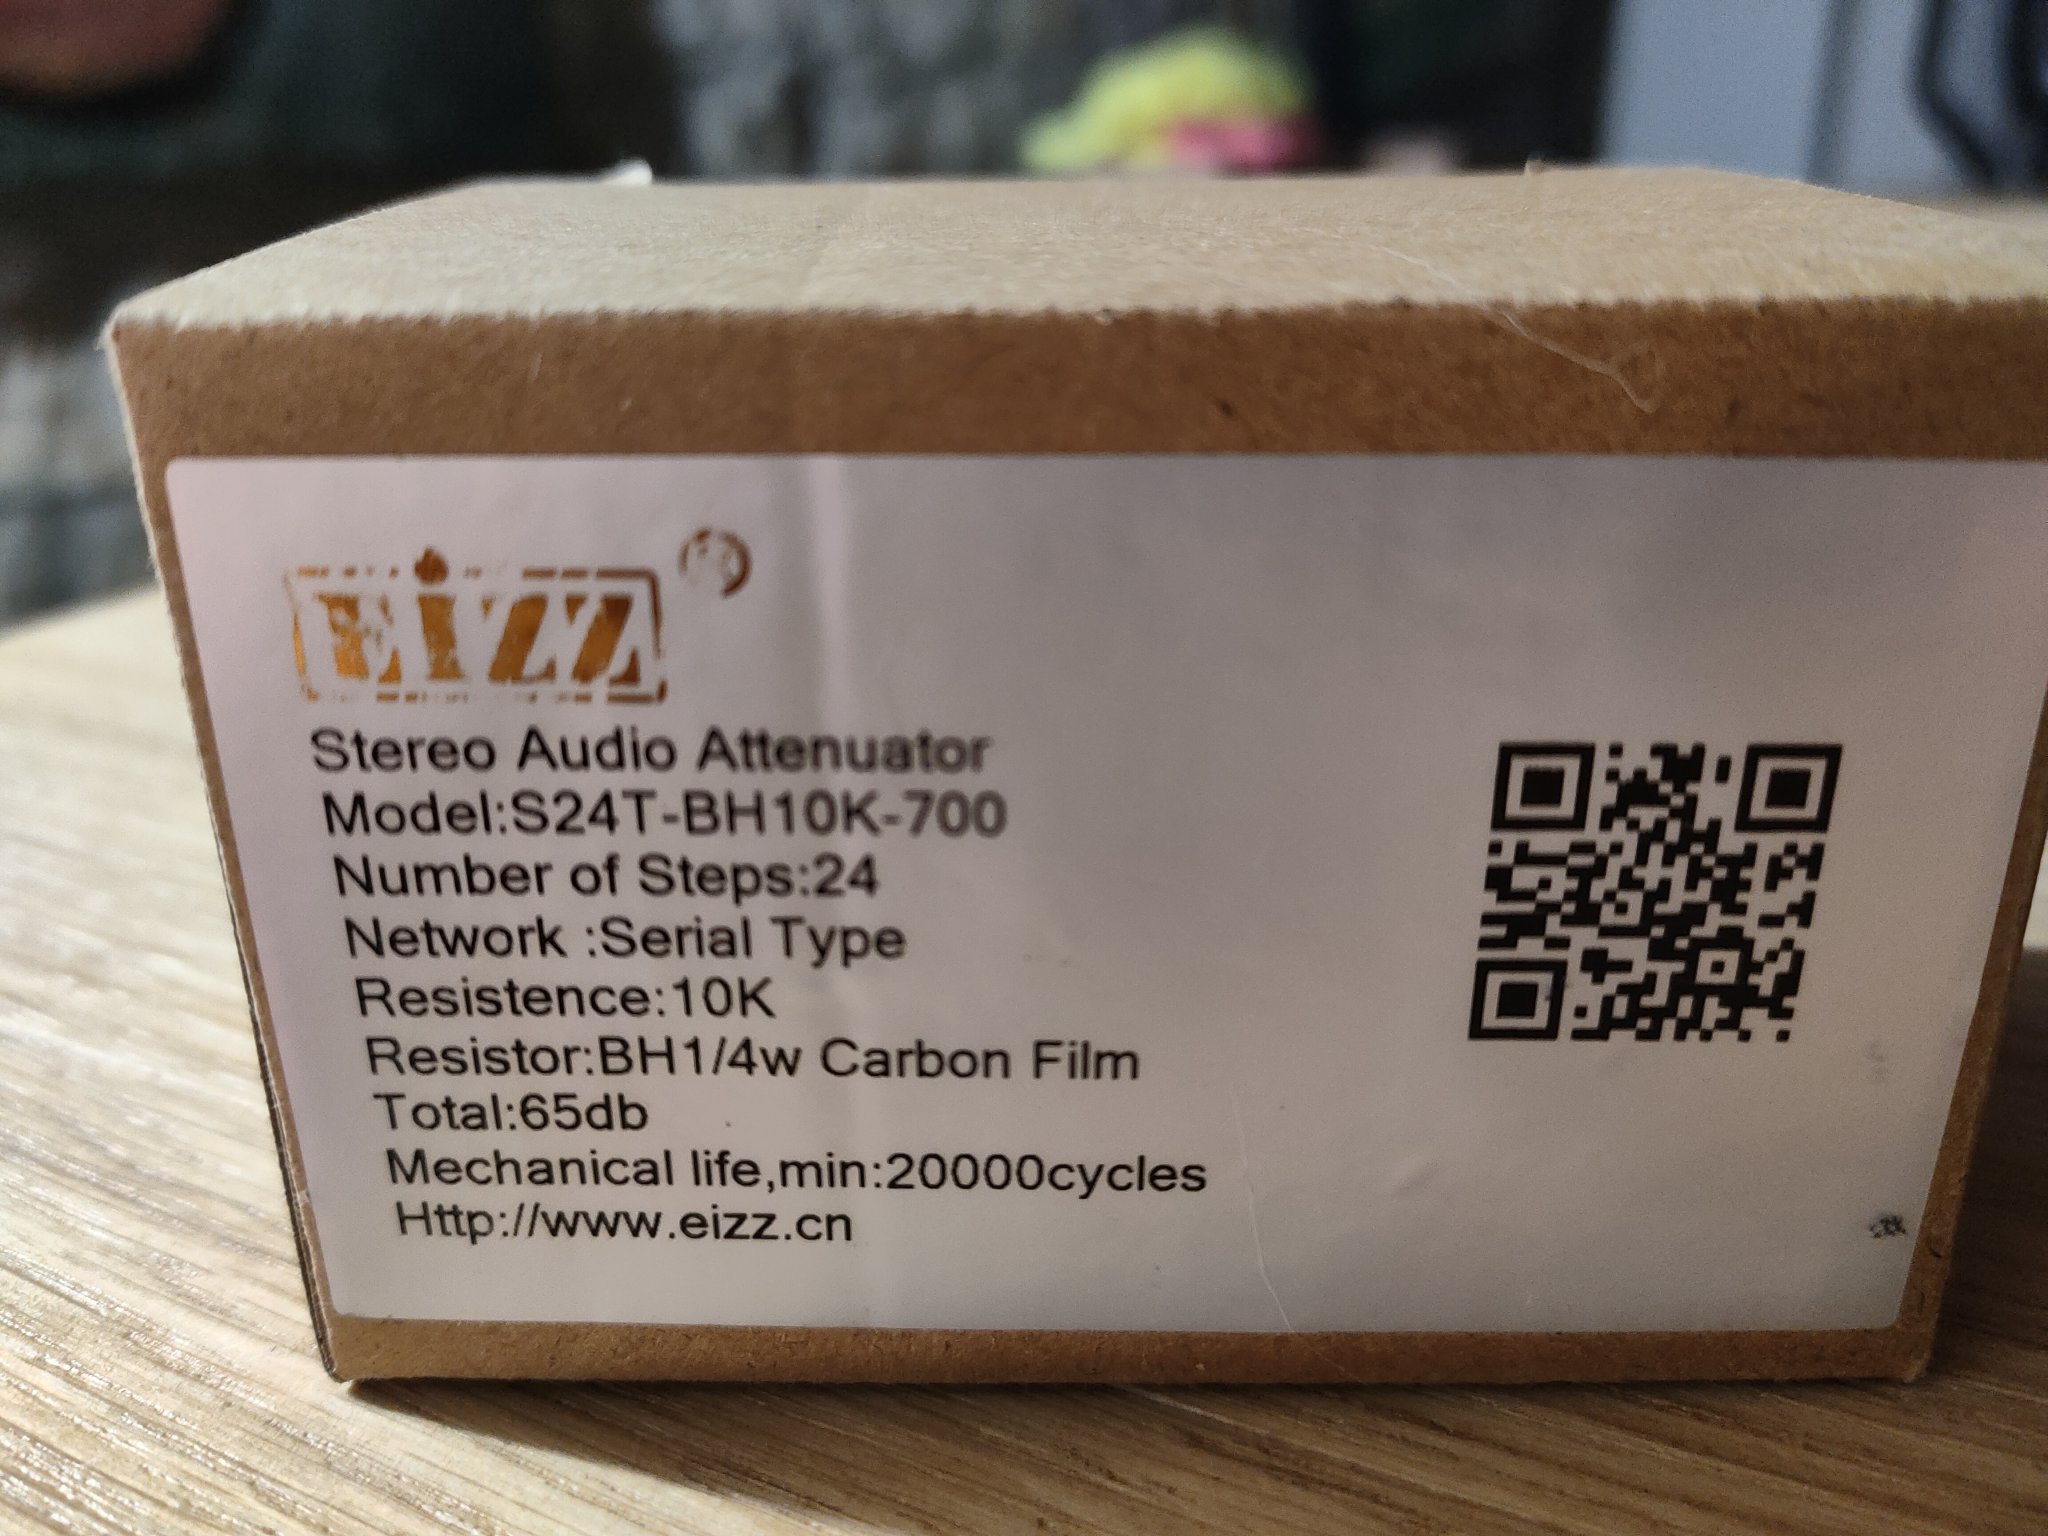 Eizz ®
Stereo Audio Attenuator
Model:S24T-BH10K-700
Number of Steps:24
Network :Serial Type
Resistence:10K
Resistor:BH1/4w Carbon Film
Total:65db
Mechanical life,min:20000cycles
Http://www.eizz.cn